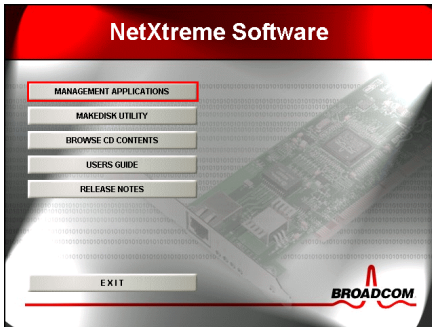 NetXtreme Software
MANAGEMENT APPLICATIONS
MAKEDISK UTILITY
BROWSE CD CONTENTS
USERS GUIDE
RELEASE NOTES
EXIT
BROADCOM